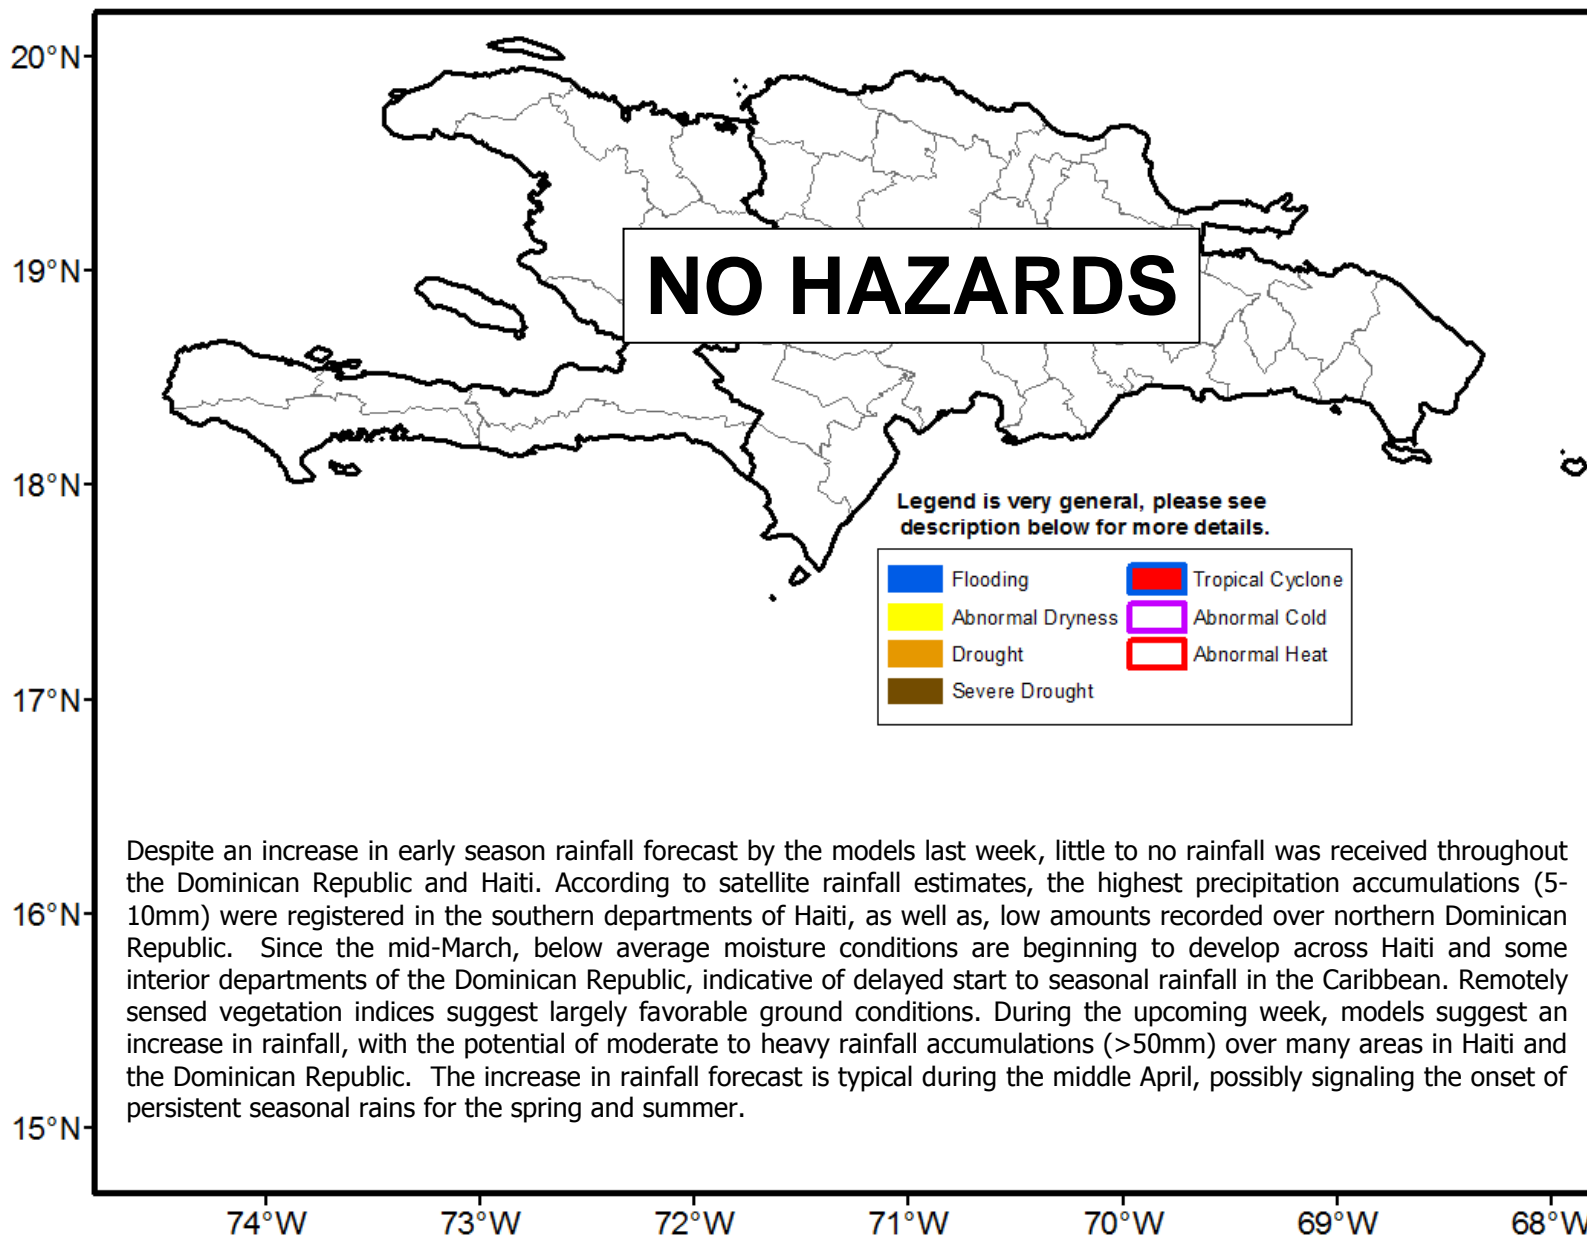 20°N
19°N
18°N
17°N
16°N
15°N
NO HAZARDS
Legend is very general, please see
description below for more details.
Flooding
Tropical Cyclone
Abnormal Dryness
Abnormal Cold
Drought
Abnormal Heat
Severe Drought
Despite an increase in early season rainfall forecast by the models last week, little to no rainfall was received throughout
the Dominican Republic and Haiti. According to satellite rainfall estimates, the highest precipitation accumulations (5-
10mm) were registered in the southern departments of Haiti, as well as, low amounts recorded over northern Dominican
Republic.  Since the mid-March, below average moisture conditions are beginning to develop across Haiti and some
interior departments of the Dominican Republic, indicative of delayed start to seasonal rainfall in the Caribbean. Remotely
sensed vegetation indices suggest largely favorable ground conditions. During the upcoming week, models suggest an
increase in rainfall, with the potential of moderate to heavy rainfall accumulations (>50mm) over many areas in Haiti and
the Dominican Republic.  The increase in rainfall forecast is typical during the middle April, possibly signaling the onset of
persistent seasonal rains for the spring and summer.
74°W
73°W
72°W
71°W
70°W
69°W
68°W